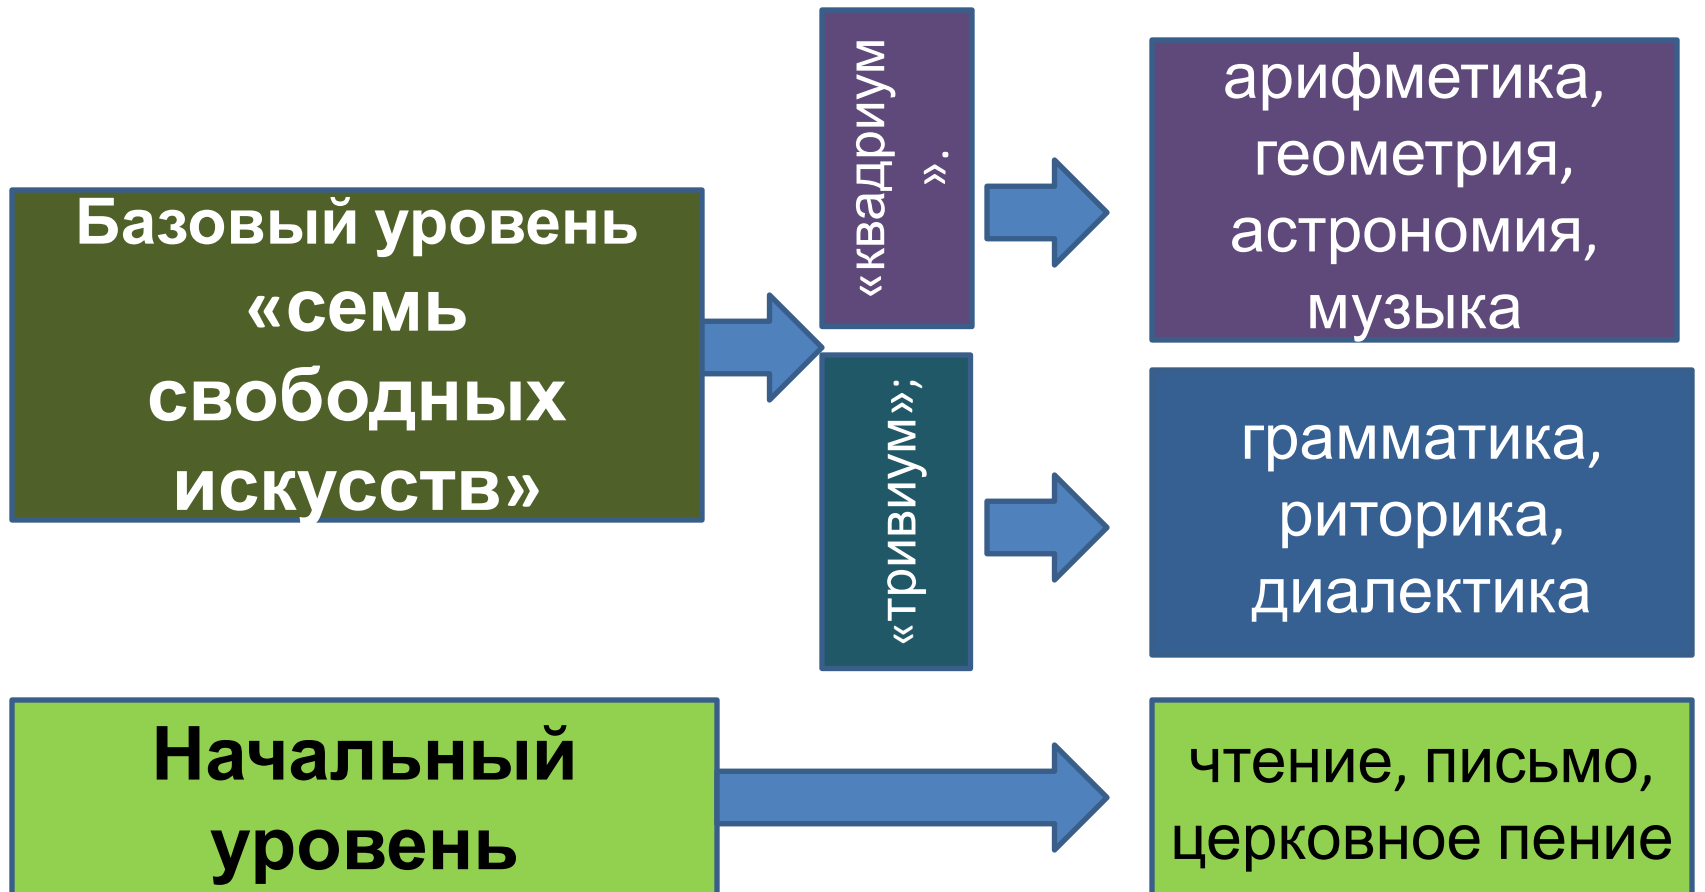 Базовый уровень
«семь
свободных
искусств»
«квадриум
».
арифметика,
геометрия,
астрономия,
музыка
«тривиум»;
грамматика,
риторика,
диалектика
Начальный
уровень
чтение, письмо,
церковное пение